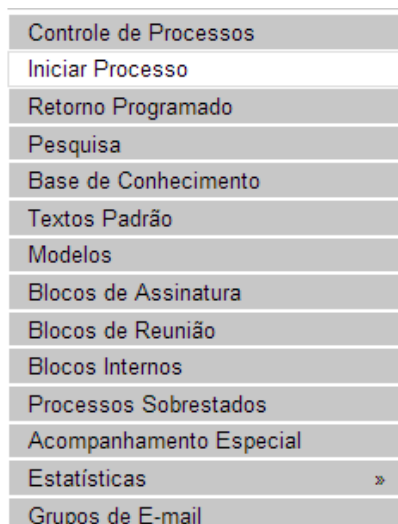 Controle de Processos
Iniciar Processo
Retorno Programado
Pesquisa
Base de Conhecimento
Textos Padrão
Modelos
Blocos de Assinatura
Blocos de Reunião
Blocos Internos
Processos Sobrestados
Acompanhamento Especial
Estatísticas »
Grupos de E-mail